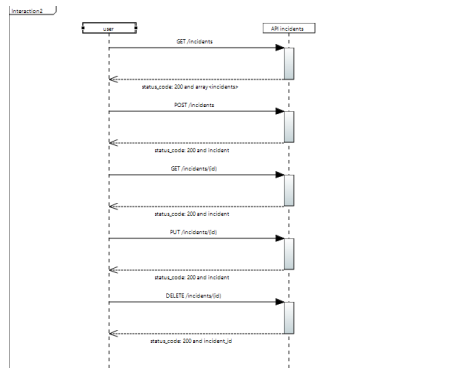 Interaction2
user
API incidents
GET /incidents
status_code: 200 and array<incidents>
POST /incidents
status_code: 200 and incident
GET /incidents/{id}
status_code: 200 and incident
PUT /incidents/{id}
status_code: 200 and incident
DELETE /incidents/{id}
status_code: 200 and incident_id